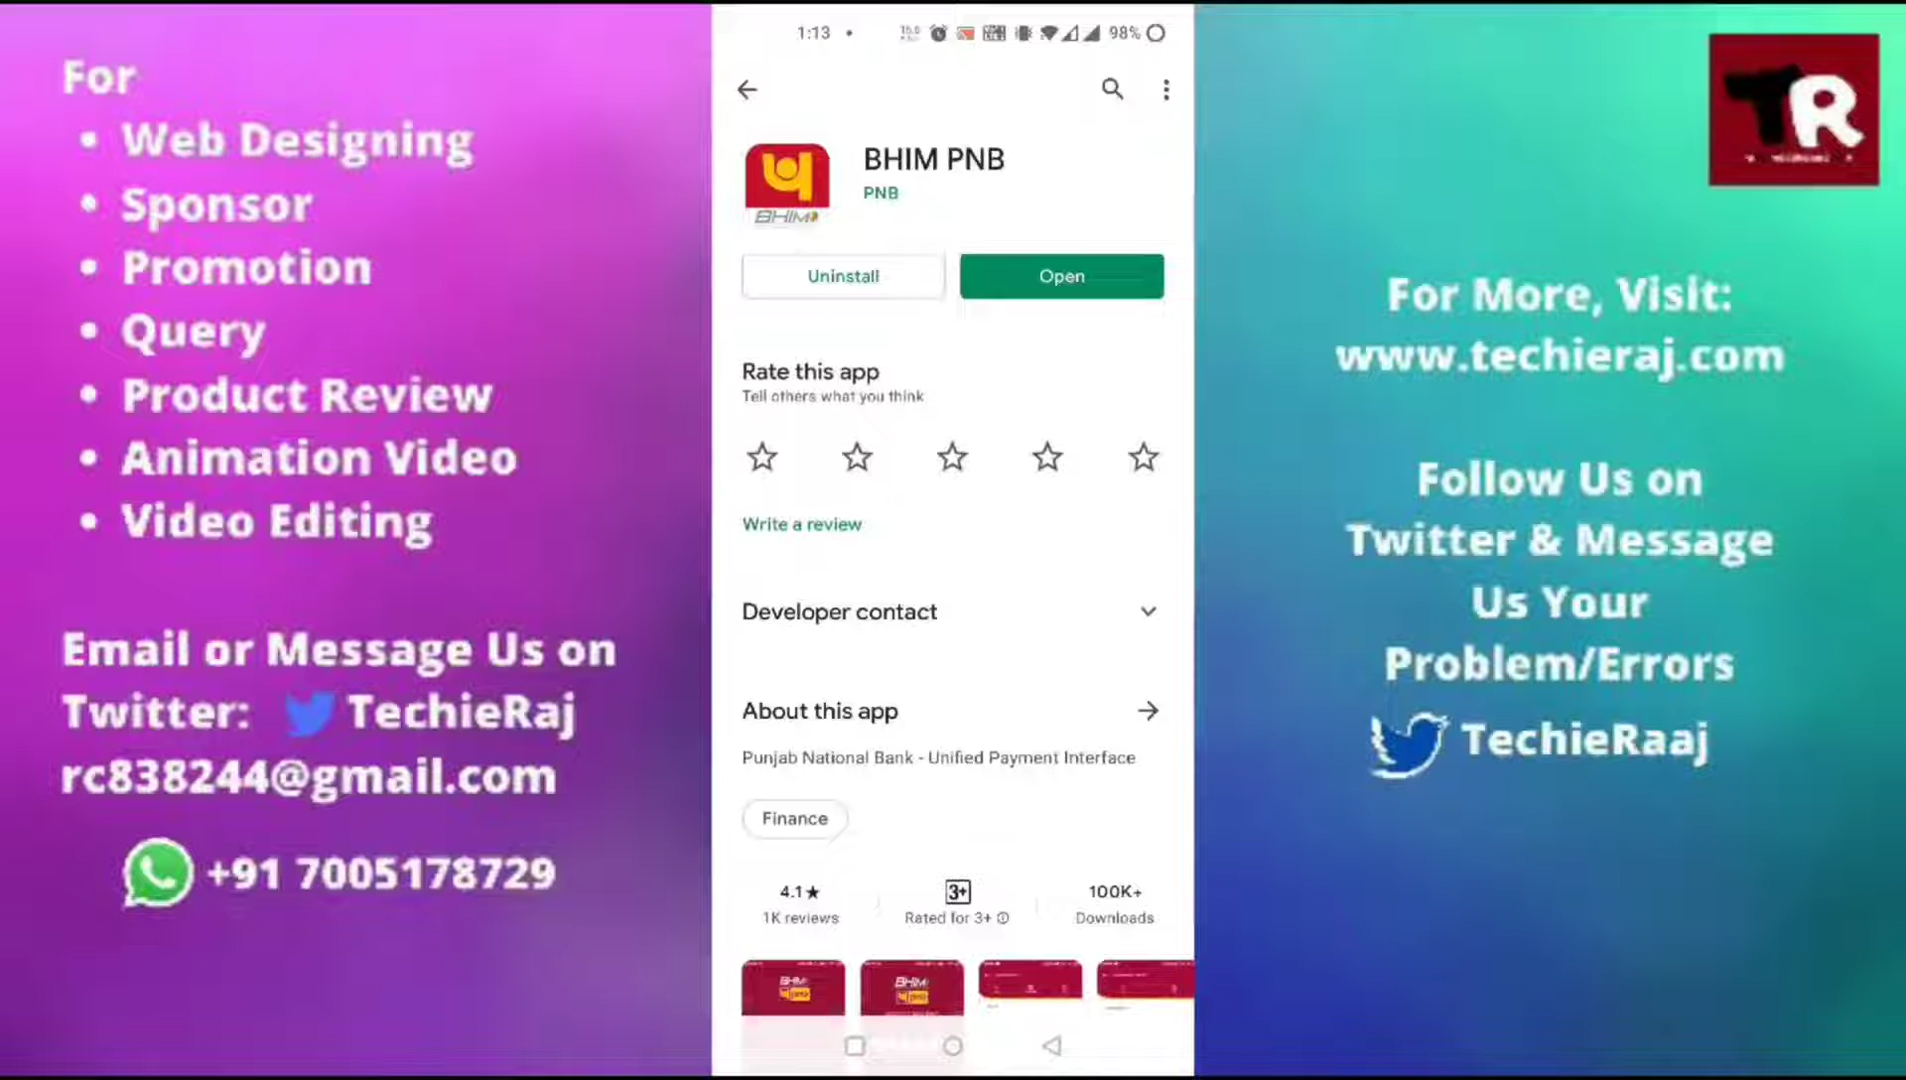 For
• Web Designing
• Sponsor
• Promotion
• Query
• Product Review
• Animation Video
• Video Editing
Email or Message Us on
Twitter: TechieRaj
rc838244@gmail.com
+91 7005178729
1:13 •
98%
BHIM PNB
PNB
BHIM
Uninstall
Open
Rate this app
Tell others what you think
Write a review
Developer contact
About this app
Punjab National Bank - Unified Payment Interface
Finance
4.1★
1K reviews
3+
Rated for 3+
100K+
Downloads
BHIM
BHIM
TR
For More, Visit:
www.techieraj.com
Follow Us on
Twitter & Message
Us Your
Problem/Errors
TechieRaaj